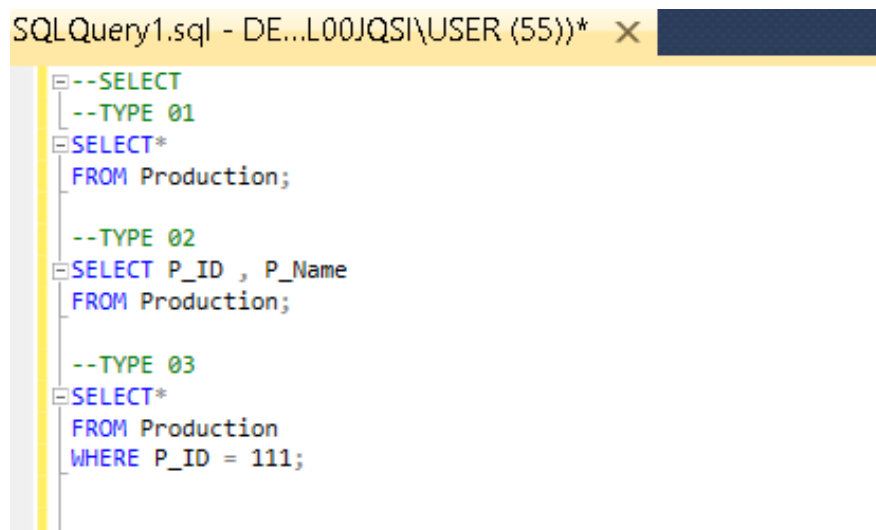 SQLQuery1.sql - DE...L00JQSI\USER (55))*
--SELECT
--TYPE 01
SELECT*
FROM Production;
--TYPE 02
SELECT P_ID , P_Name
FROM Production;
--TYPE 03
SELECT*
FROM Production
WHERE P_ID = 111;